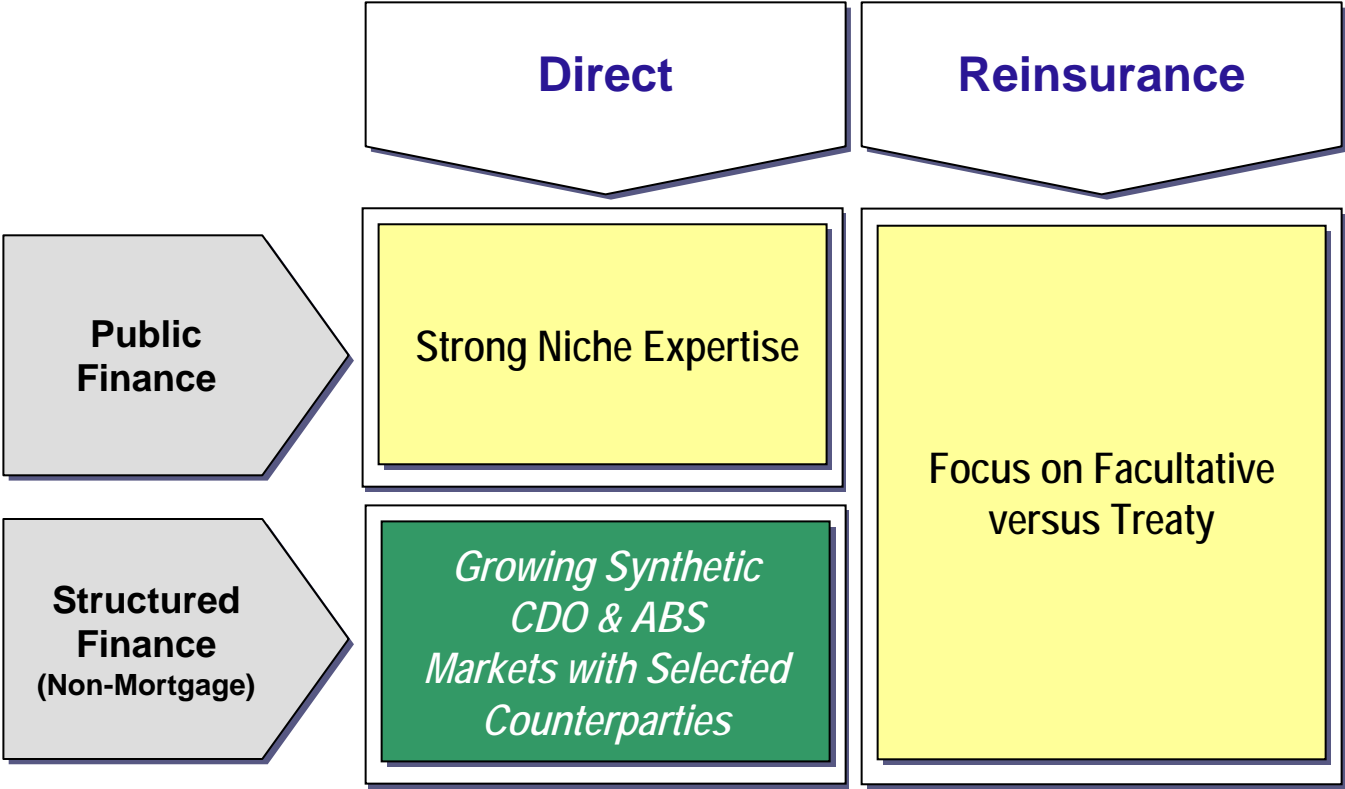 Direct
Reinsurance
Public
Finance
Strong Niche Expertise
Focus on Facultative
versus Treaty
Structured
Finance
(Non-Mortgage)
Growing Synthetic
CDO & ABS
Markets with Selected
Counterparties